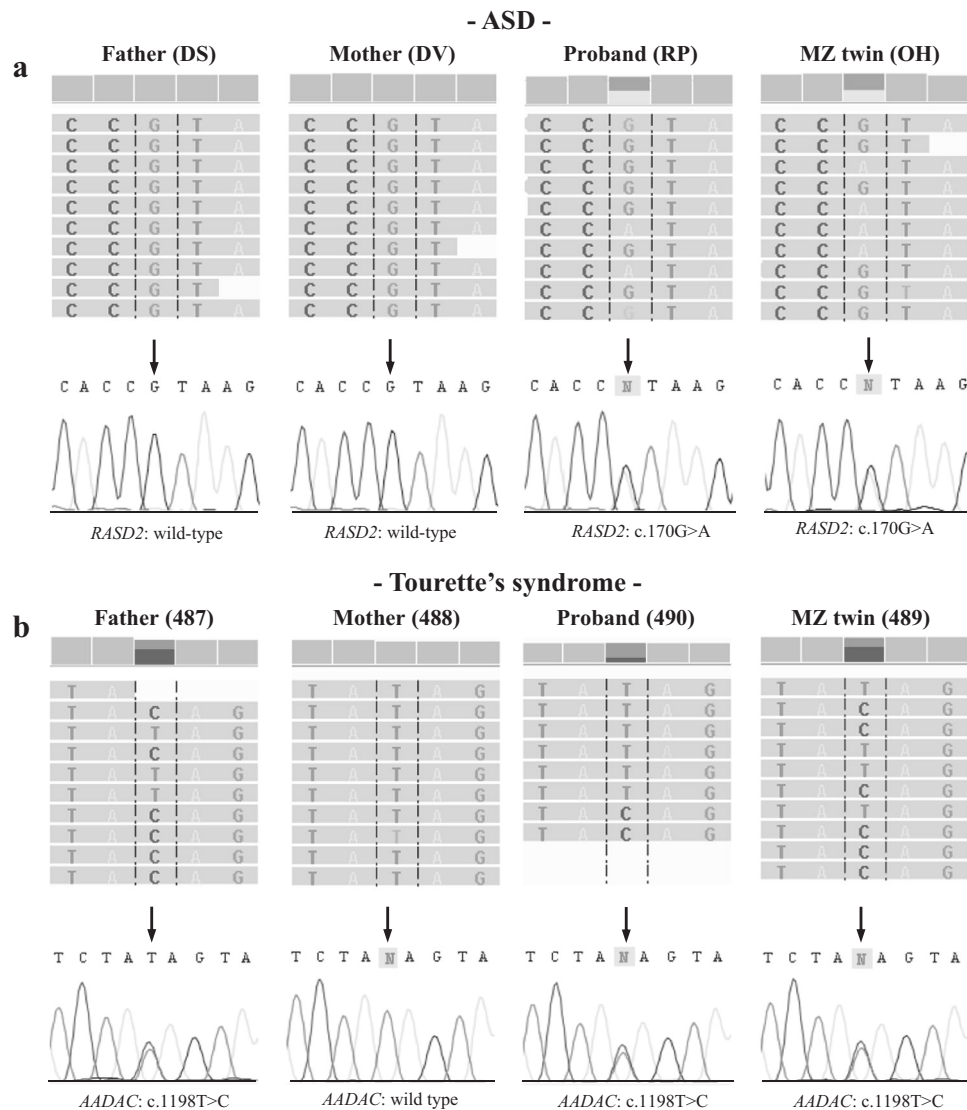 - ASD -
a
Father (DS) Mother (DV) Proband (RP) MZ twin (OH)
C C G T A C C G T A C C G T A C C G T A
C C G T A C C G T A C C G T A C C G T
C C G T A C C G T A C C G T A C C A T A
C C G T A C C G T A C C G T A C C G T A
C C G T A C C G T A C C G T A C C A T A
C C G T A C C G T A C C A T A C C A T A
C C G T A C C G T C C G T A C C A T A
C C G T A C C G T A C C A T A C C G T A
C C G T C C G T A C C G T A C C G T A
C C G T A C C G T A C C G T A C C G T A
C A C C G T A A G C A C C G T A A G C A C C N T A A G C A C C N T A A G
RASD2: wild-type RASD2: wild-type RASD2: c.170G>A RASD2: c.170G>A
- Tourette's syndrome -
b
Father (487) Mother (488) Proband (490) MZ twin (489)
T A T A T A G T A T A G T A T A G
T A C A G T A T A G T A T A G T A C A G
T A T A G T A T A G T A T A G T A C A G
T A C A G T A T A G T A T A G T A T A G
T A T A G T A T A G T A T A G T A T A G
T A T A G T A T A G T A T A G T A C A G
T A C A G T A T A G T A C A G T A T A G
T A C A G T A T A G T A C A G T A C A G
T A C A G T A T A G T A C A G
T A C A G T A T A G T A C A G
T C T A T A G T A T C T A N A G T A T C T A N A G T A T C T A N A G T A
AADAC: c.1198T>C AADAC: wild type AADAC: c.1198T>C AADAC: c.1198T>C